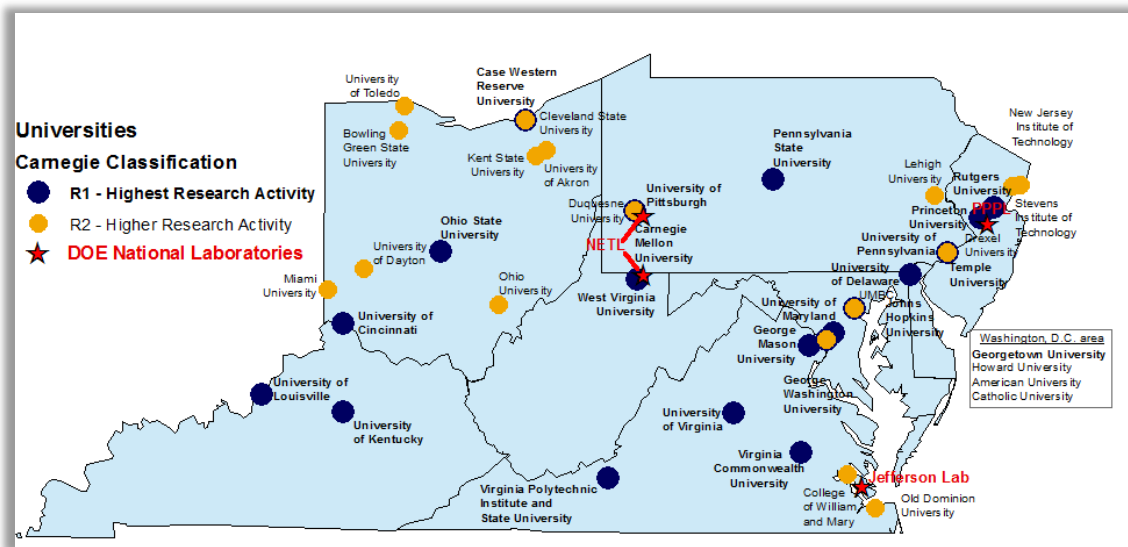 Universities
Carnegie Classification
R1 - Highest Research Activity
R2 - Higher Research Activity
DOE National Laboratories
University
of Toledo
Bowling
Green State
University
Case Western
Reserve
University
Cleveland State
University
Kent State
University
University
of Akron
Ohio State
University
University
of Dayton
Miami
University
Ohio
University
University of
Cincinnati
University of
Louisville
University
of Kentucky
Duquesne
University
University of
Pittsburgh
Carnegie
Mellon
University
NETL
West Virginia
University
Pennsylvania
State
University
Lehigh
University
New Jersey
Institute of
Technology
Rutgers
University
Princeton
University
PPPL
Stevens
Institute of
Technology
Drexel
University
University of
Pennsylvania
Temple
University
University
of Delaware
UMBC
Johns
Hopkins
University
University of
Maryland
George
Mason
University
George
Washington
University
Washington, D.C. area
Georgetown University
Howard University
American University
Catholic University
University
of Virginia
Virginia
Commonwealth
University
Virginia Polytechnic
Institute and
State University
Jefferson Lab
College
of William
and Mary
Old Dominion
University